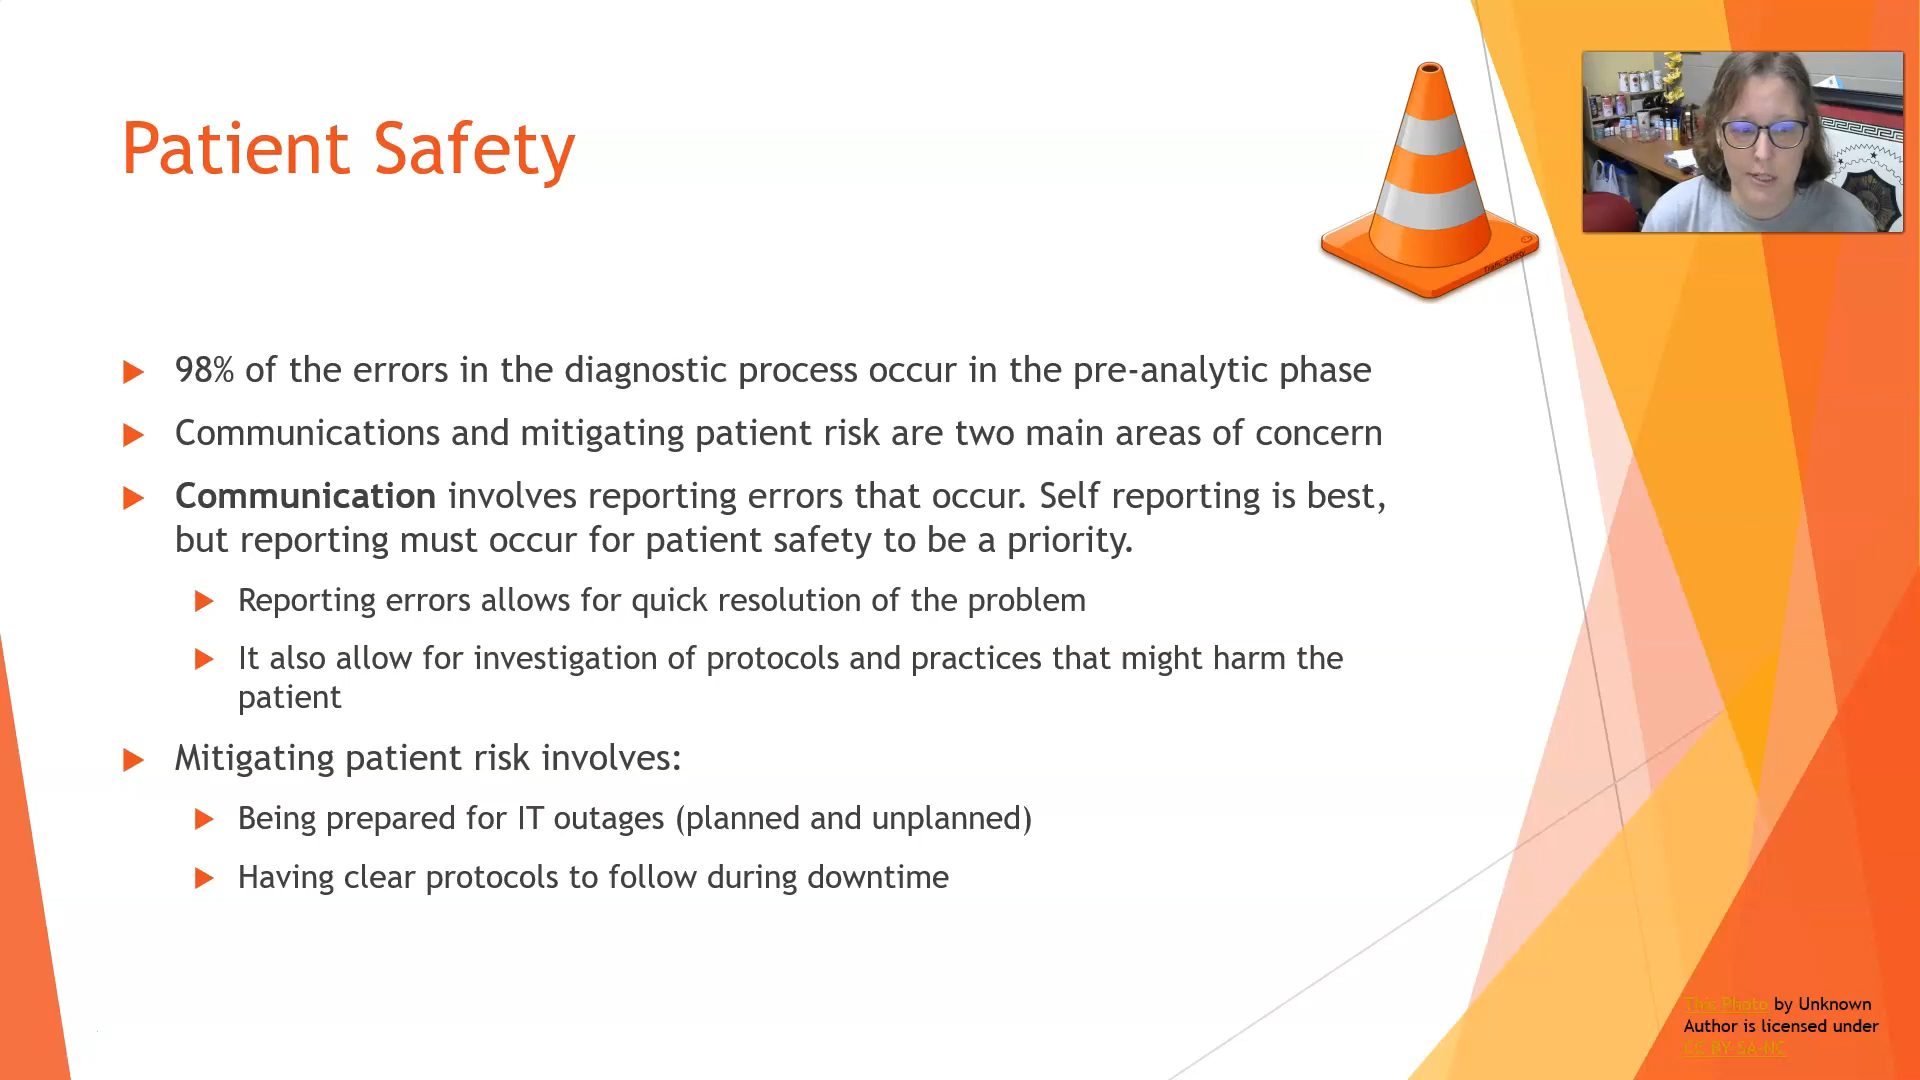 Patient Safety
Traffic Safety
98% of the errors in the diagnostic process occur in the pre-analytic phase
Communications and mitigating patient risk are two main areas of concern
Communication involves reporting errors that occur. Self reporting is best,
but reporting must occur for patient safety to be a priority.
Reporting errors allows for quick resolution of the problem
It also allow for investigation of protocols and practices that might harm the
patient
Mitigating patient risk involves:
Being prepared for IT outages (planned and unplanned)
Having clear protocols to follow during downtime
This Photo by Unknown
Author is licensed under
CC BY-SA-NC